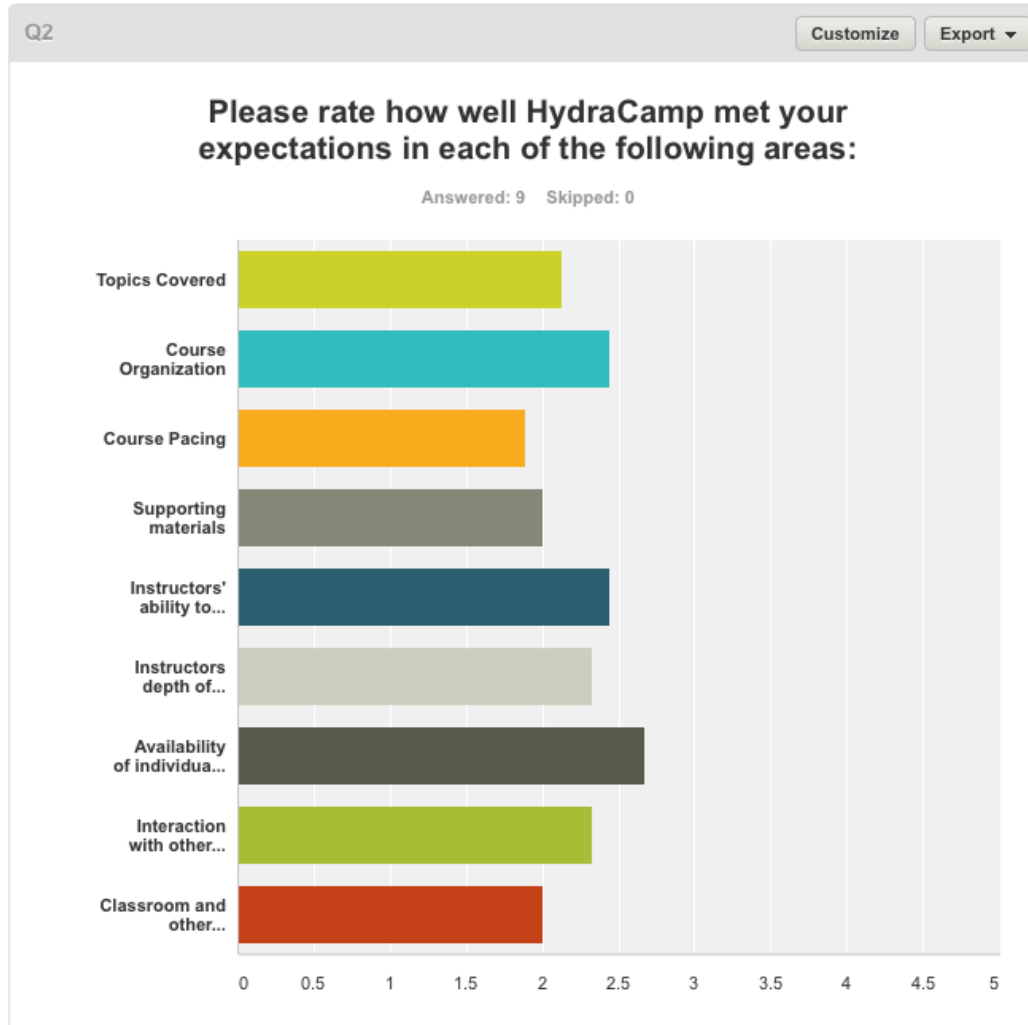 Q2
Customize
Export
Please rate how well HydraCamp met your
expectations in each of the following areas:
Answered: 9 Skipped: 0
Topics Covered
Course
Organization
Course Pacing
Supporting
materials
Instructors'
ability to...
Instructors
depth of...
Availability
of individua...
Interaction
with other...
Classroom and
other...
0 0.5 1 1.5 2 2.5 3 3.5 4 4.5 5